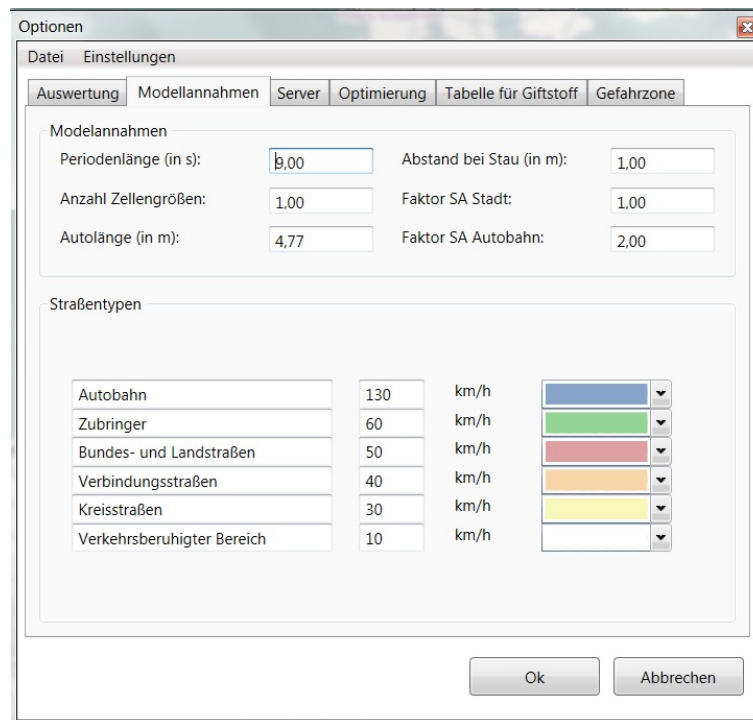 Optionen
Datei Einstellungen
Auswertung Modellannahmen Server Optimierung Tabelle für Giftstoff Gefahrzone
Modelannahmen
Periodenlänge (in s): 9,00 Abstand bei Stau (in m): 1,00
Anzahl Zellengrößen: 1,00 Faktor SA Stadt: 1,00
Autolänge (in m): 4,77 Faktor SA Autobahn: 2,00
Straßentypen
Autobahn 130 km/h
Zubringer 60 km/h
Bundes- und Landstraßen 50 km/h
Verbindungsstraßen 40 km/h
Kreisstraßen 30 km/h
Verkehrsberuhigter Bereich 10 km/h
Ok Abbrechen